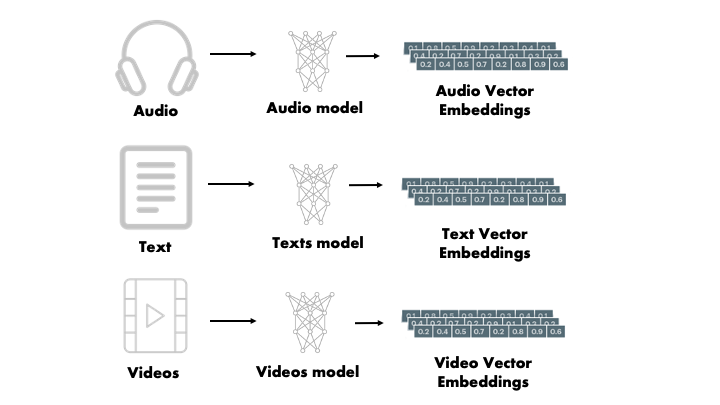 Audio
Audio model
0.2 0.4 0.5 0.7 0.2 0.8 0.9 0.6
Audio Vector
Embeddings
Text
Texts model
0.2 0.4 0.5 0.7 0.2 0.8 0.9 0.6
Text Vector
Embeddings
Videos
Videos model
0.2 0.4 0.5 0.7 0.2 0.8 0.9 0.6
Video Vector
Embeddings